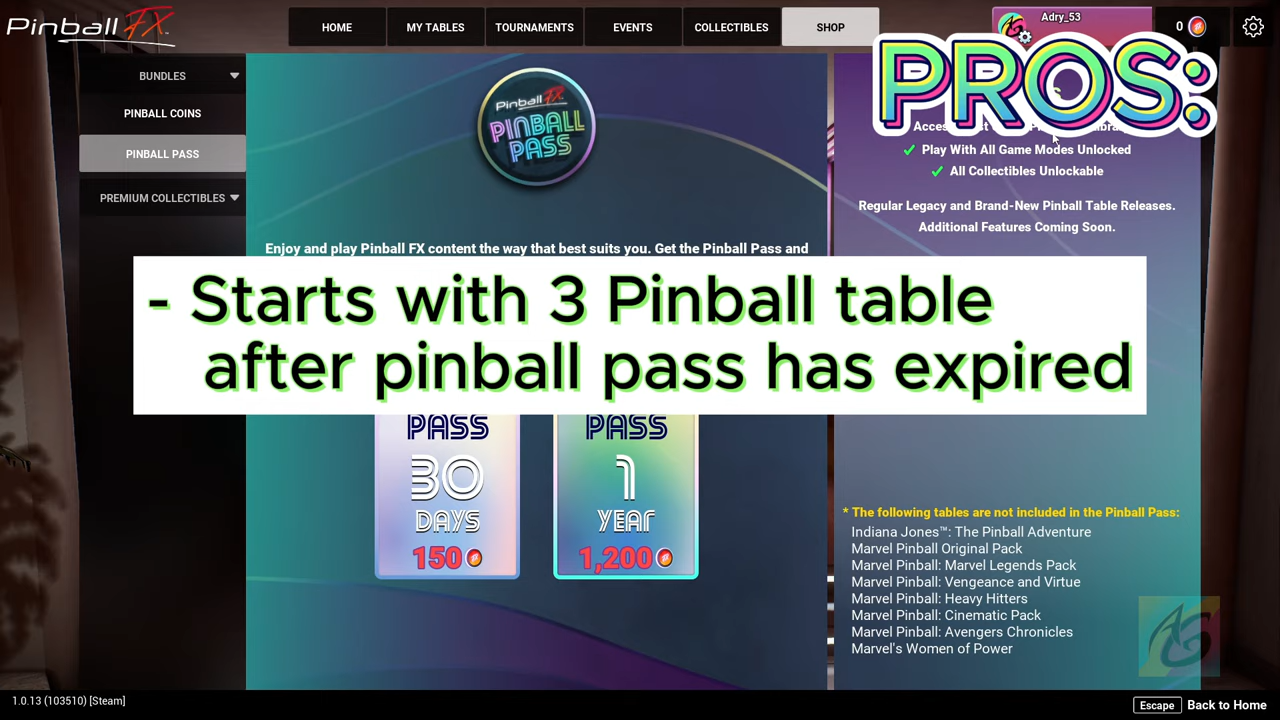 Pinball FX
HOME
MY TABLES
TOURNAMENTS
EVENTS
COLLECTIBLES
SHOP
Adry_53
0
PROS:
BUNDLES
PINBALL COINS
PINBALL PASS
PREMIUM COLLECTIBLES
Pinball FX
PINBALL
PASS
Play With All Game Modes Unlocked
All Collectibles Unlockable
Regular Legacy and Brand-New Pinball Table Releases.
Additional Features Coming Soon.
Enjoy and play Pinball FX content the way that best suits you. Get the Pinball Pass and
- Starts with 3 Pinball table
after pinball pass has expired
PASS
30
DAYS
150
PASS
1
YEAR
1,200
* The following tables are not included in the Pinball Pass:
Indiana Jones™: The Pinball Adventure
Marvel Pinball Original Pack
Marvel Pinball: Marvel Legends Pack
Marvel Pinball: Vengeance and Virtue
Marvel Pinball: Heavy Hitters
Marvel Pinball: Cinematic Pack
Marvel Pinball: Avengers Chronicles
Marvel's Women of Power
1.0.13 (103510) [Steam]
Escape Back to Home